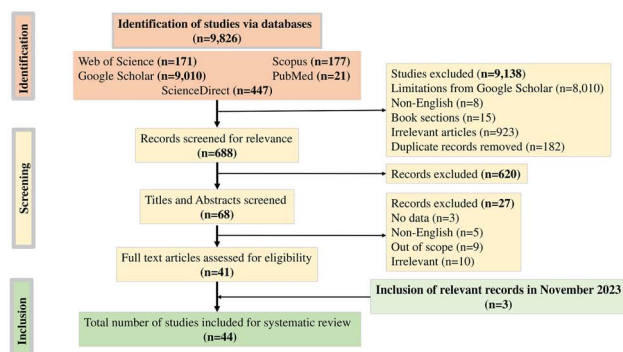 Identification
Identification of studies via databases
(n=9,826)
Web of Science (n=171) Scopus (n=177)
Google Scholar (n=9,010) PubMed (n=21)
ScienceDirect (n=447)
Studies excluded (n=9,138)
Limitations from Google Scholar (n=8,010)
Non-English (n=8)
Book sections (n=15)
Irrelevant articles (n=923)
Duplicate records removed (n=182)
Screening
Records screened for relevance
(n=688)
Records excluded (n=620)
Titles and Abstracts screened
(n=68)
Records excluded (n=27)
No data (n=3)
Non-English (n=5)
Out of scope (n=9)
Irrelevant (n=10)
Full text articles assessed for eligibility
(n=41)
Inclusion
Inclusion of relevant records in November 2023
(n=3)
Total number of studies included for systematic review
(n=44)